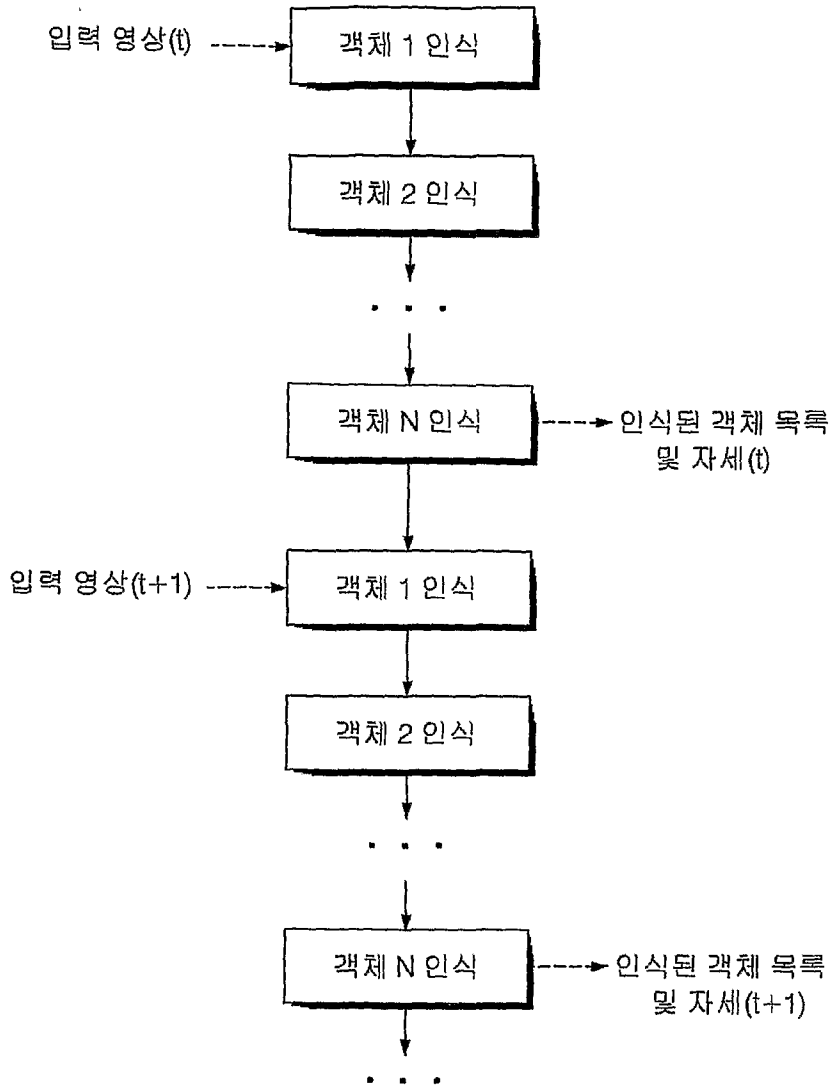 입력 영상(t)
객체 1 인식
객체 2 인식
· · ·
객체 N 인식
인식된 객체 목록
및 자세(t)
입력 영상(t+1)
객체 1 인식
객체 2 인식
· · ·
객체 N 인식
인식된 객체 목록
및 자세(t+1)
· · ·